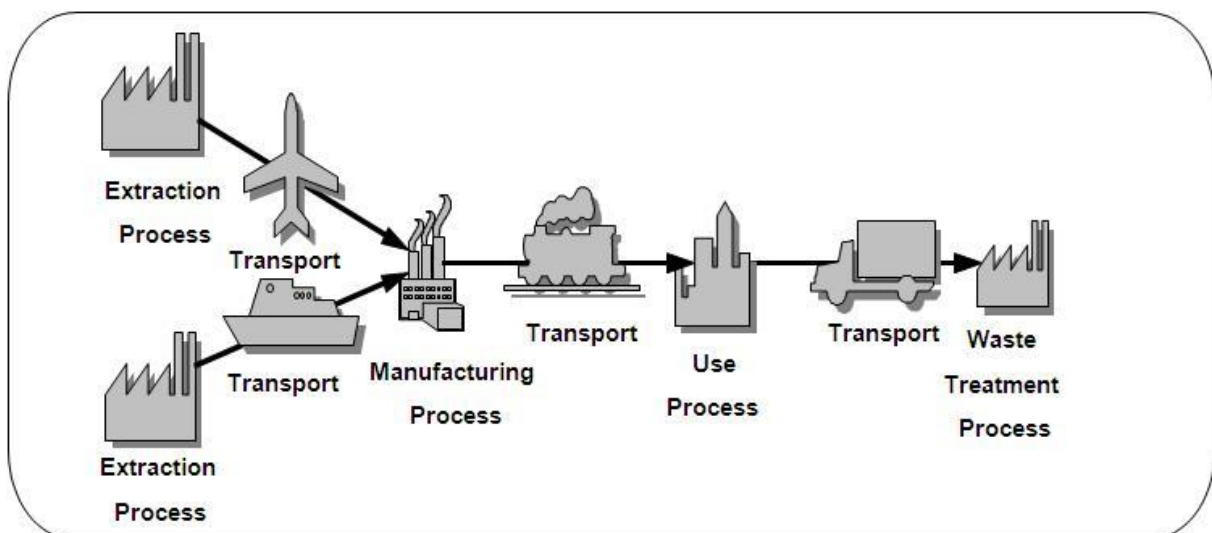 Extraction
Process
Transport
Transport
Extraction
Process
Manufacturing
Process
Transport
Use
Process
Transport
Waste
Treatment
Process